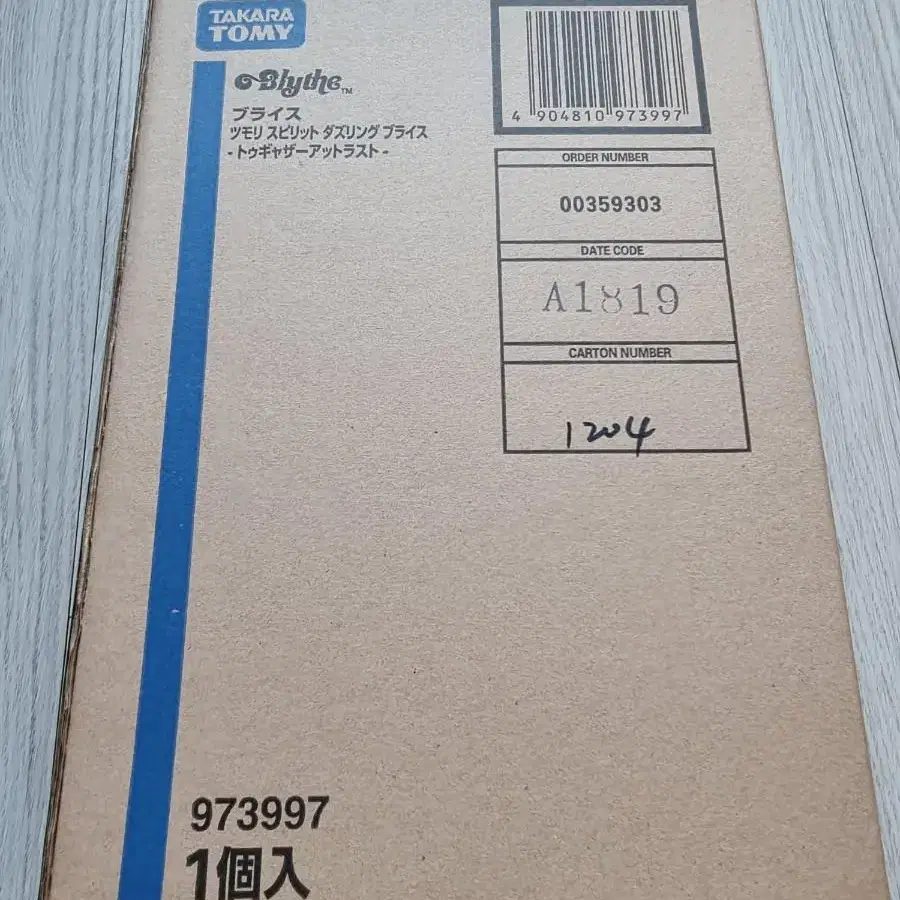 TAKARA
TOMY
Blythe™
ブライス
ツモリ スピリット ダズリング ブライス
- トゥギャザーアットラスト -
4 904810 973997
ORDER NUMBER
00359303
DATE CODE
A1819
CARTON NUMBER
1204
973997
1個入